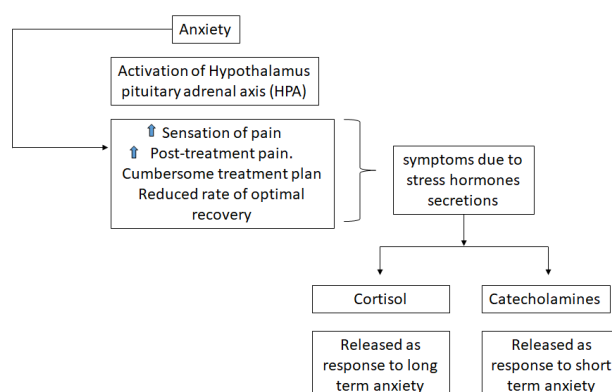 Anxiety
Activation of Hypothalamus
pituitary adrenal axis (HPA)
Sensation of pain
Post-treatment pain.
Cumbersome treatment plan
Reduced rate of optimal
recovery
symptoms due to
stress hormones
secretions
Cortisol
Catecholamines
Released as
response to long
term anxiety
Released as
response to short
term anxiety